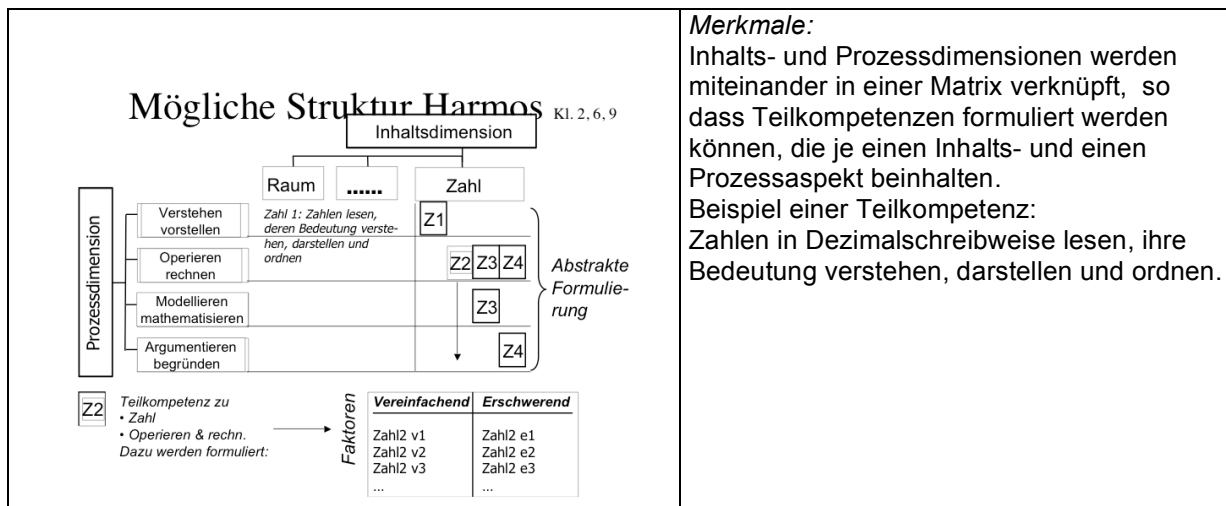 Mögliche Struktur Harmos Kl. 2, 6, 9
Inhaltsdimension
Raum
......
Zahl
Prozessdimension
Verstehen
vorstellen
Zahl 1: Zahlen lesen,
deren Bedeutung verste-
hen, darstellen und
ordnen
Z1
Operieren
rechnen
Z2 Z3 Z4
Modellieren
mathematisieren
Z3
Argumentieren
begründen
Z4
Abstrakte
Formulie-
rung
Z2
Teilkompetenz zu
• Zahl
• Operieren & rechn.
Dazu werden formuliert:
Faktoren
Vereinfachend Erschwerend
Zahl2 v1 Zahl2 e1
Zahl2 v2 Zahl2 e2
Zahl2 v3 Zahl2 e3
... ...
Merkmale:
Inhalts- und Prozessdimensionen werden
miteinander in einer Matrix verknüpft, so
dass Teilkompetenzen formuliert werden
können, die je einen Inhalts- und einen
Prozessaspekt beinhalten.
Beispiel einer Teilkompetenz:
Zahlen in Dezimalschreibweise lesen, ihre
Bedeutung verstehen, darstellen und ordnen.